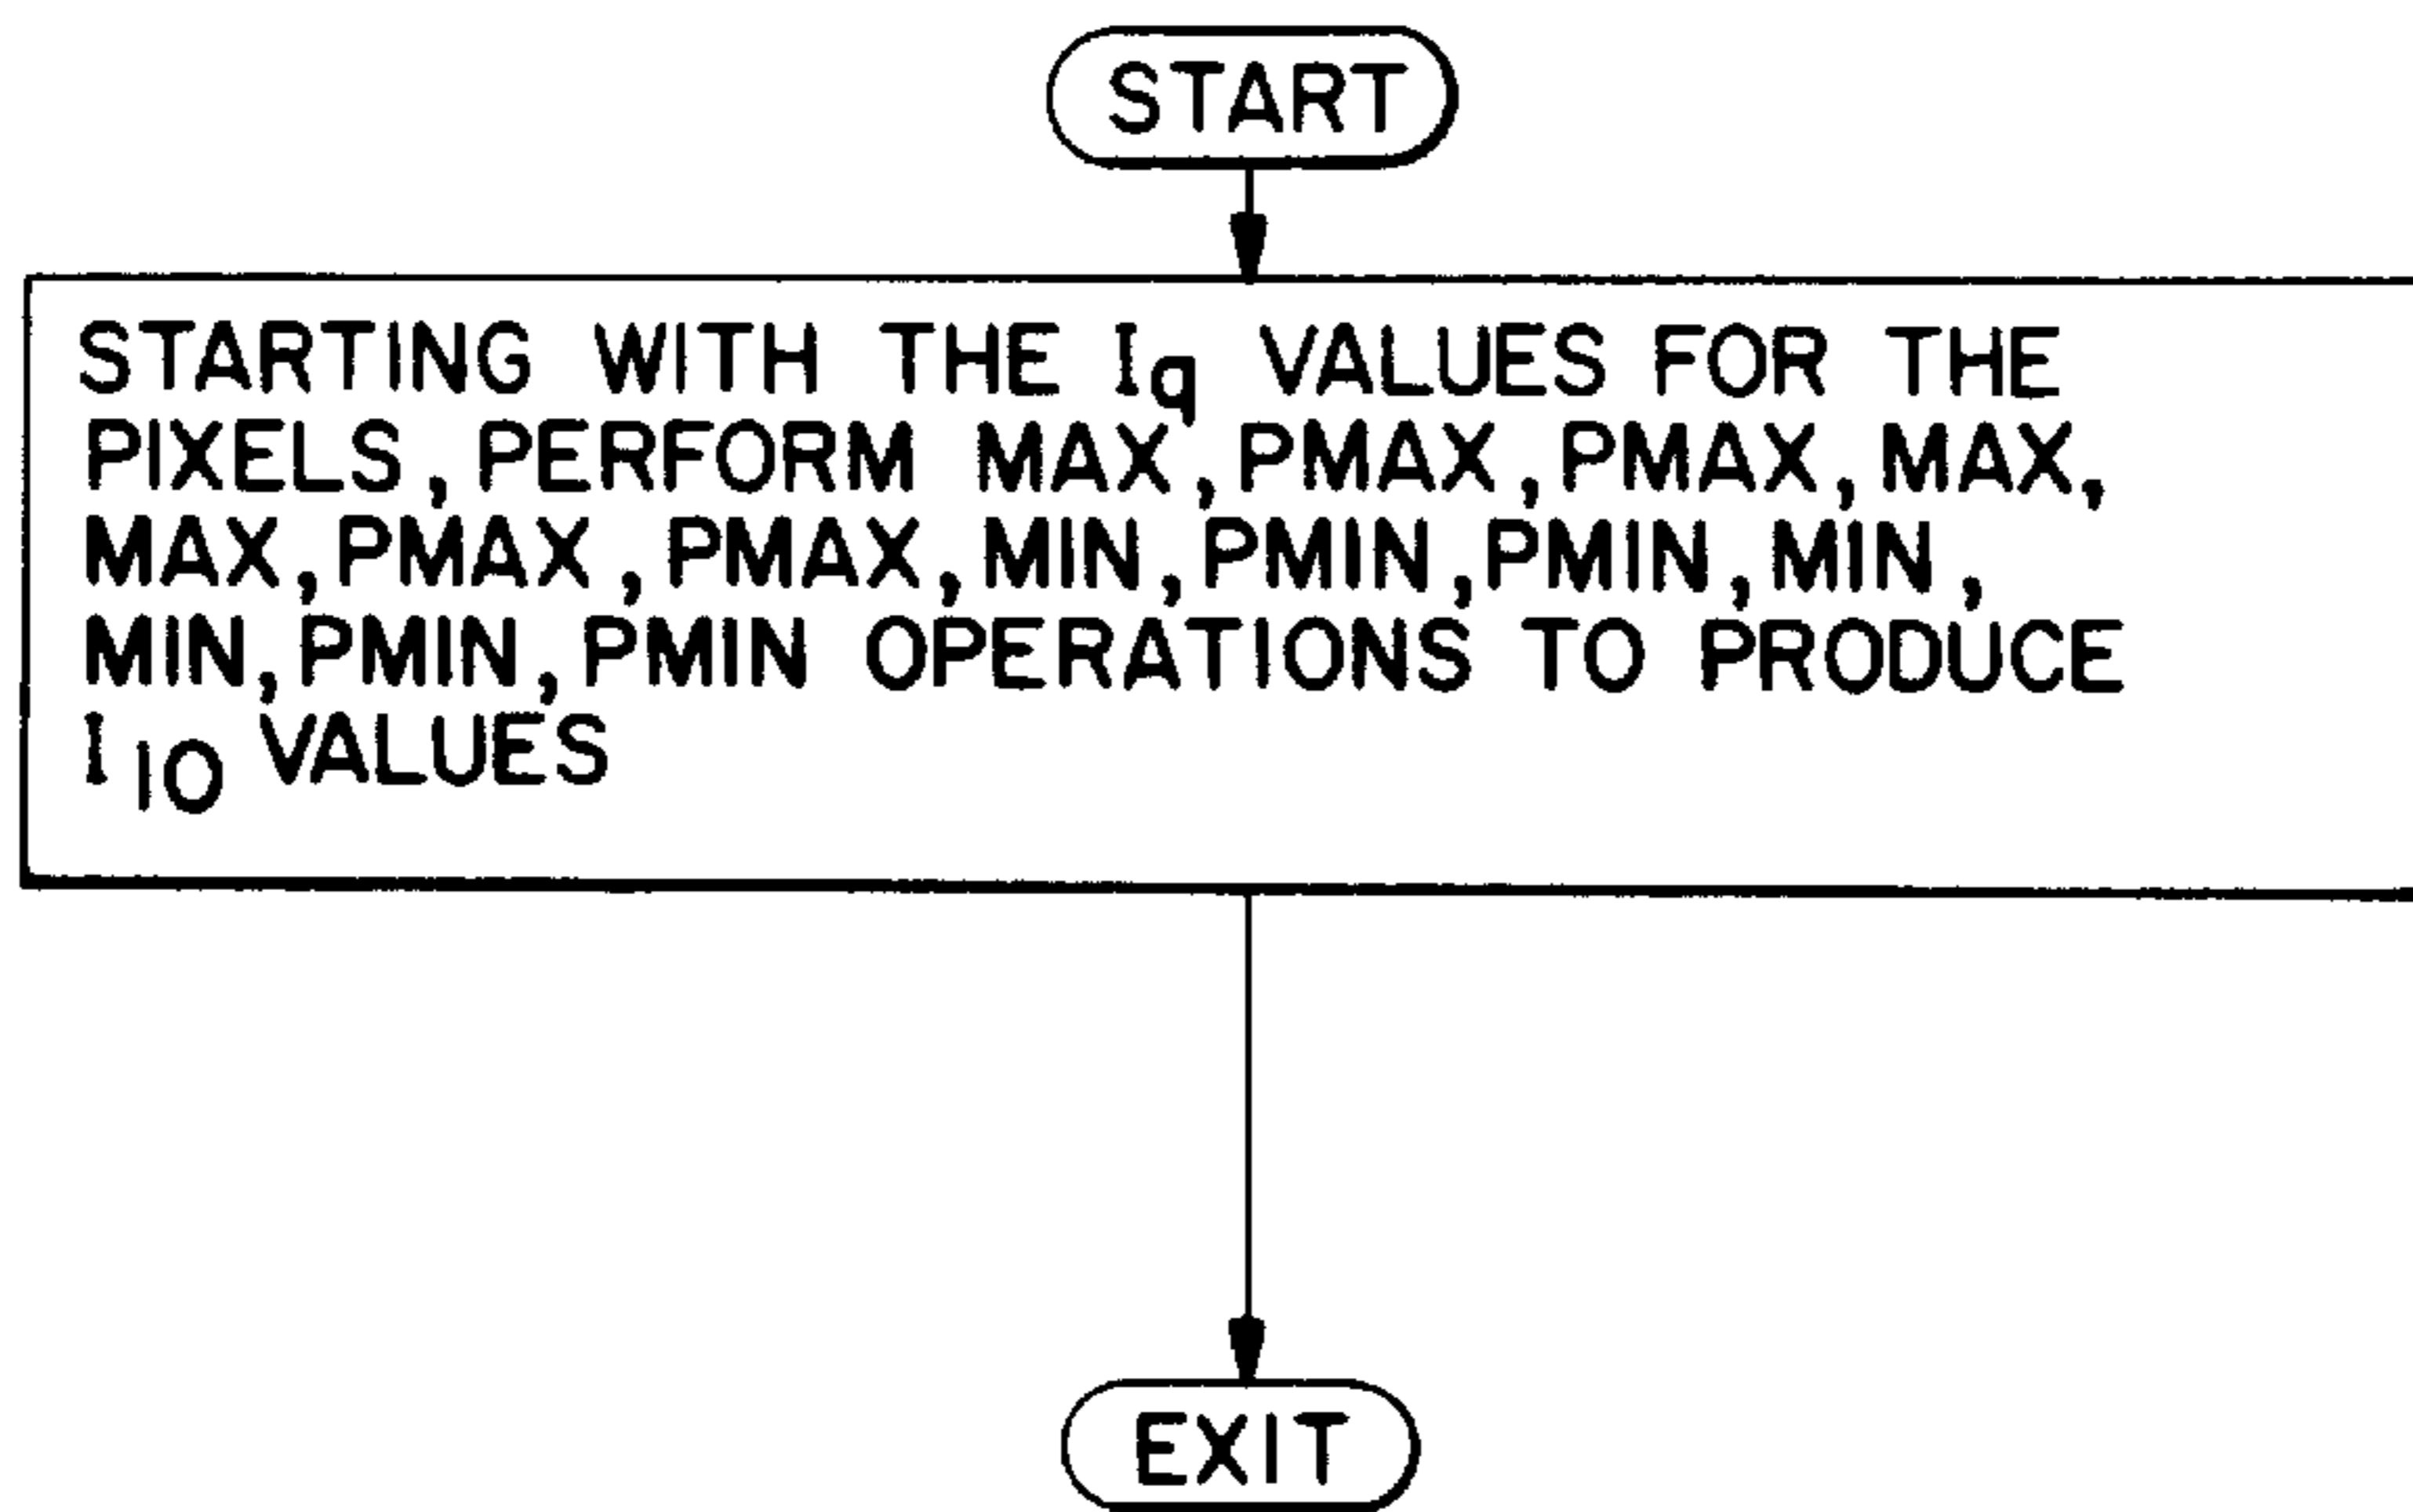 START
STARTING WITH THE I₉ VALUES FOR THE
PIXELS, PERFORM MAX, PMAX, PMAX, MAX,
MAX, PMAX, PMAX, MIN, PMIN, PMIN, MIN,
MIN, PMIN, PMIN OPERATIONS TO PRODUCE
I₁₀ VALUES
EXIT